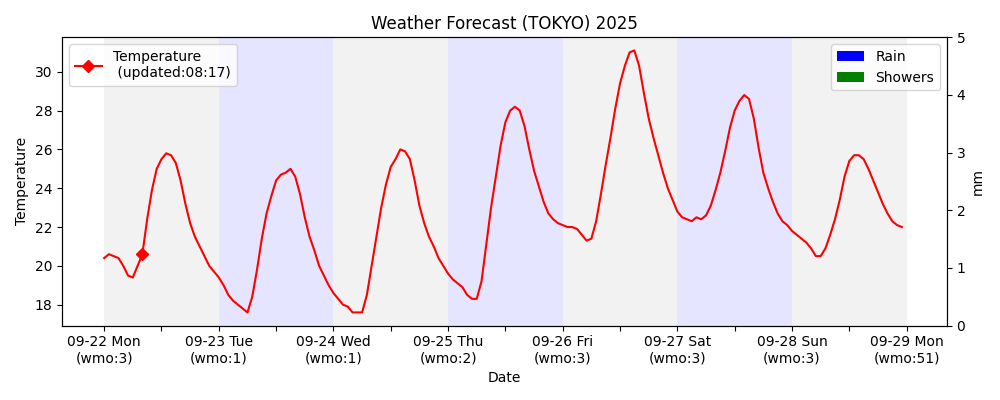 Weather Forecast (TOKYO) 2025
Temperature
(updated:08:17)
Rain
Showers
Temperature
30
28
26
24
22
20
18
5
4
3
2
1
0
mm
09-22 Mon
(wmo:3)
09-23 Tue
(wmo:1)
09-24 Wed
(wmo:1)
09-25 Thu
(wmo:2)
09-26 Fri
(wmo:3)
09-27 Sat
(wmo:3)
09-28 Sun
(wmo:3)
09-29 Mon
(wmo:51)
Date